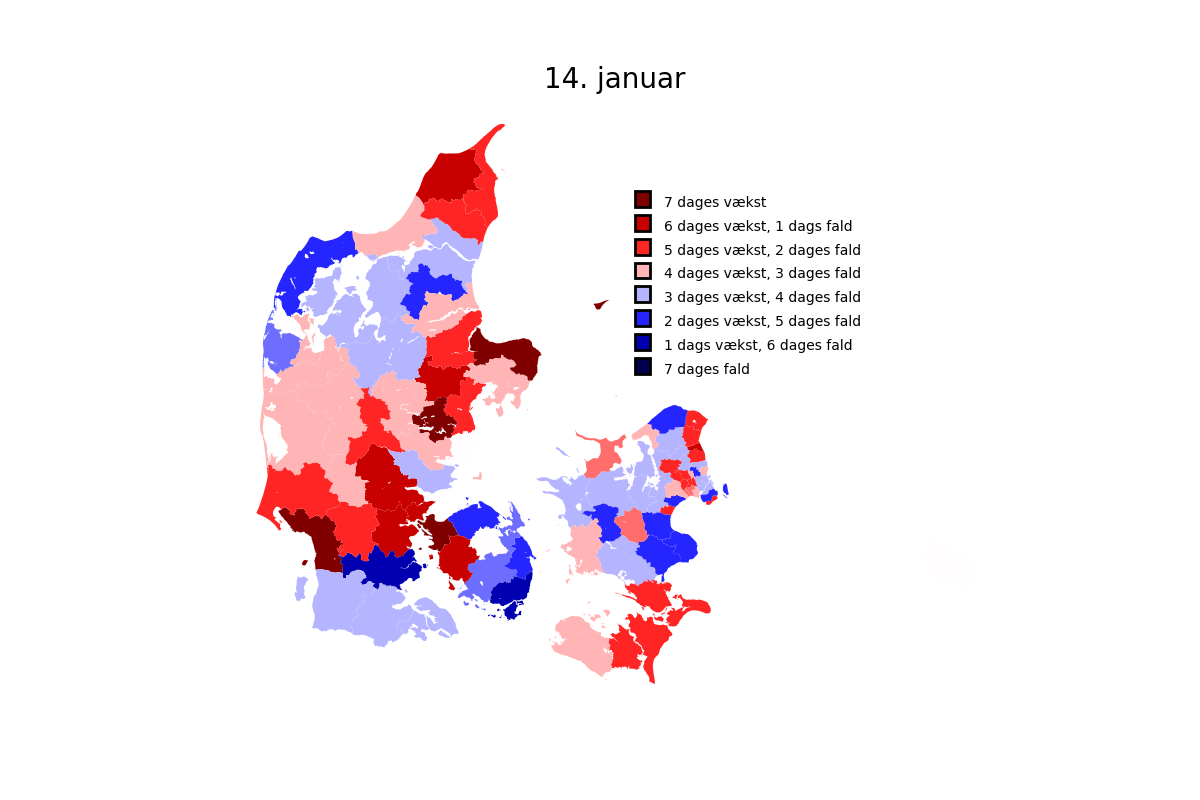 14. januar
7 dages vækst
6 dages vækst, 1 dags fald
5 dages vækst, 2 dages fald
4 dages vækst, 3 dages fald
3 dages vækst, 4 dages fald
2 dages vækst, 5 dages fald
1 dags vækst, 6 dages fald
7 dages fald